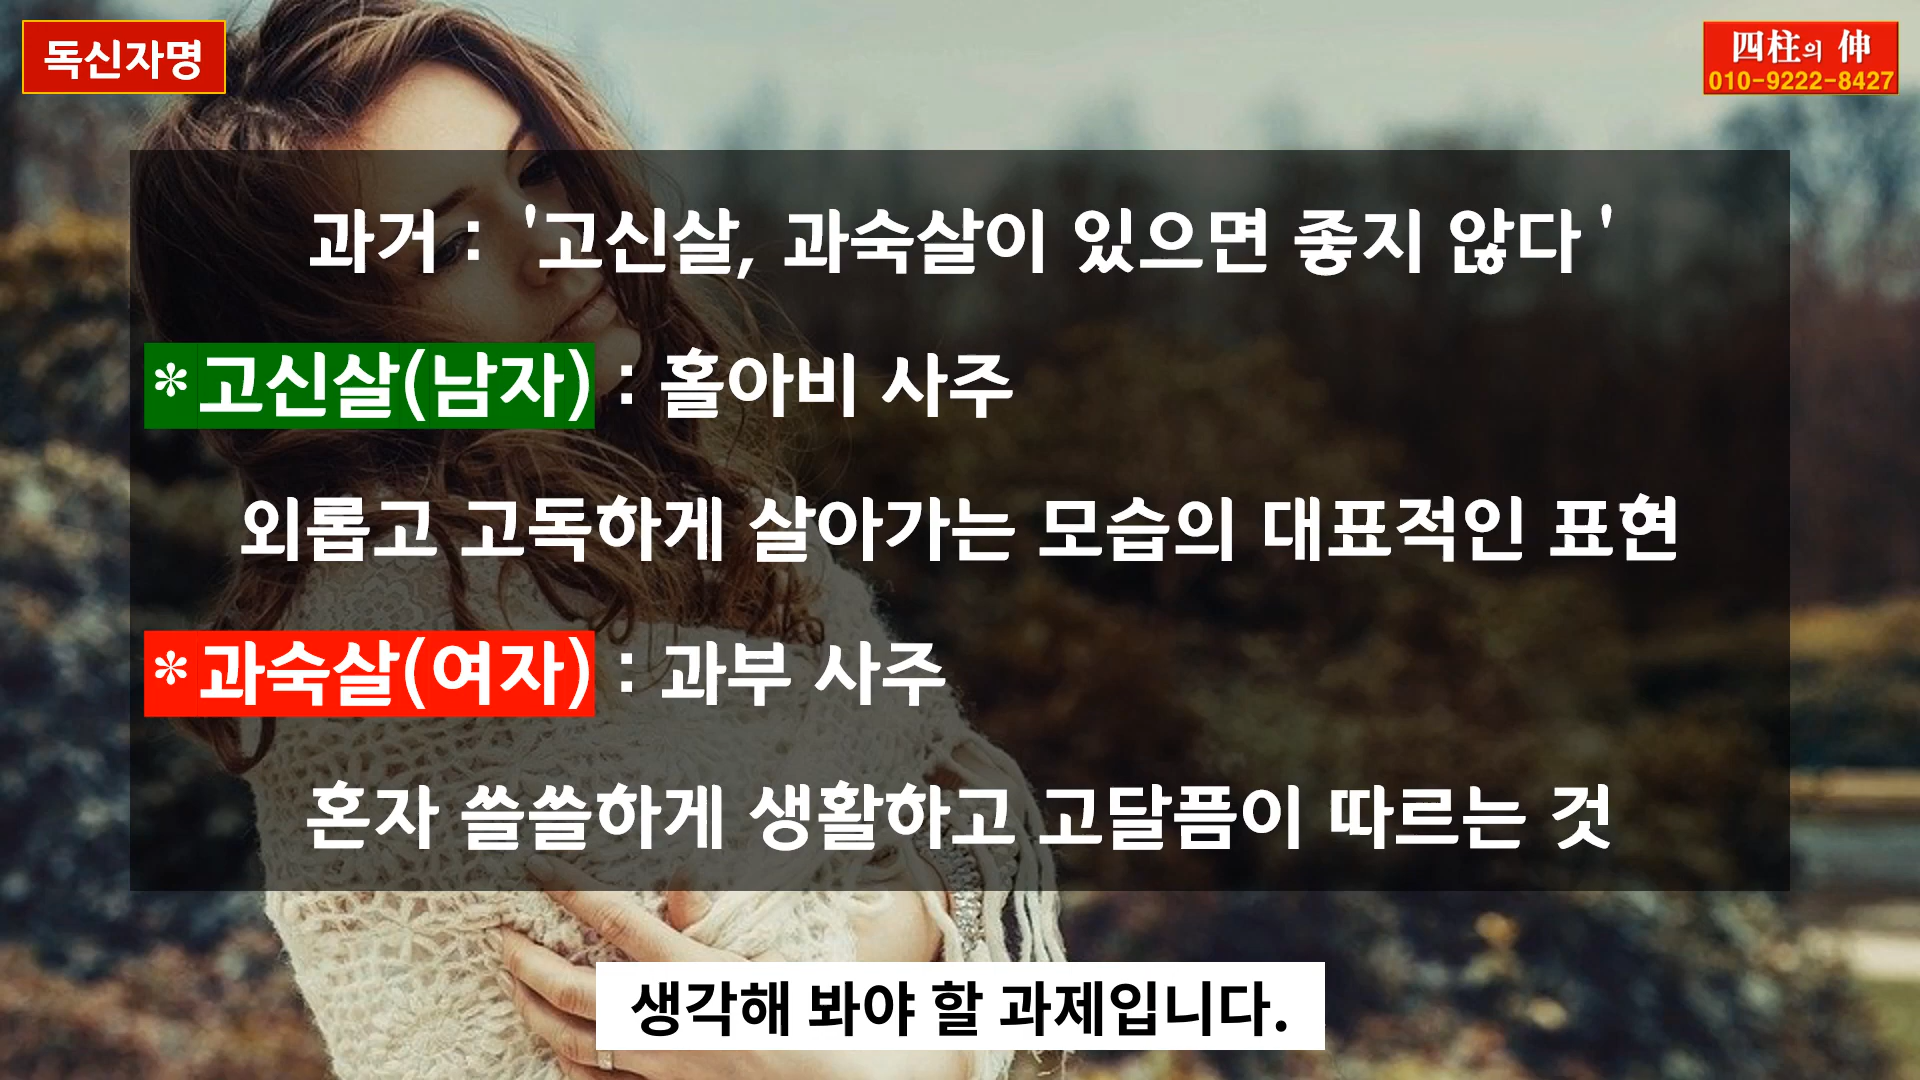 독신자명
四柱의 伸
010-9222-8427
과거 : '고신살, 과숙살이 있으면 좋지 않다'
*고신살(남자) : 홀아비 사주
외롭고 고독하게 살아가는 모습의 대표적인 표현
*과숙살(여자) : 과부 사주
혼자 쓸쓸하게 생활하고 고달픔이 따르는 것
생각해 봐야 할 과제입니다.